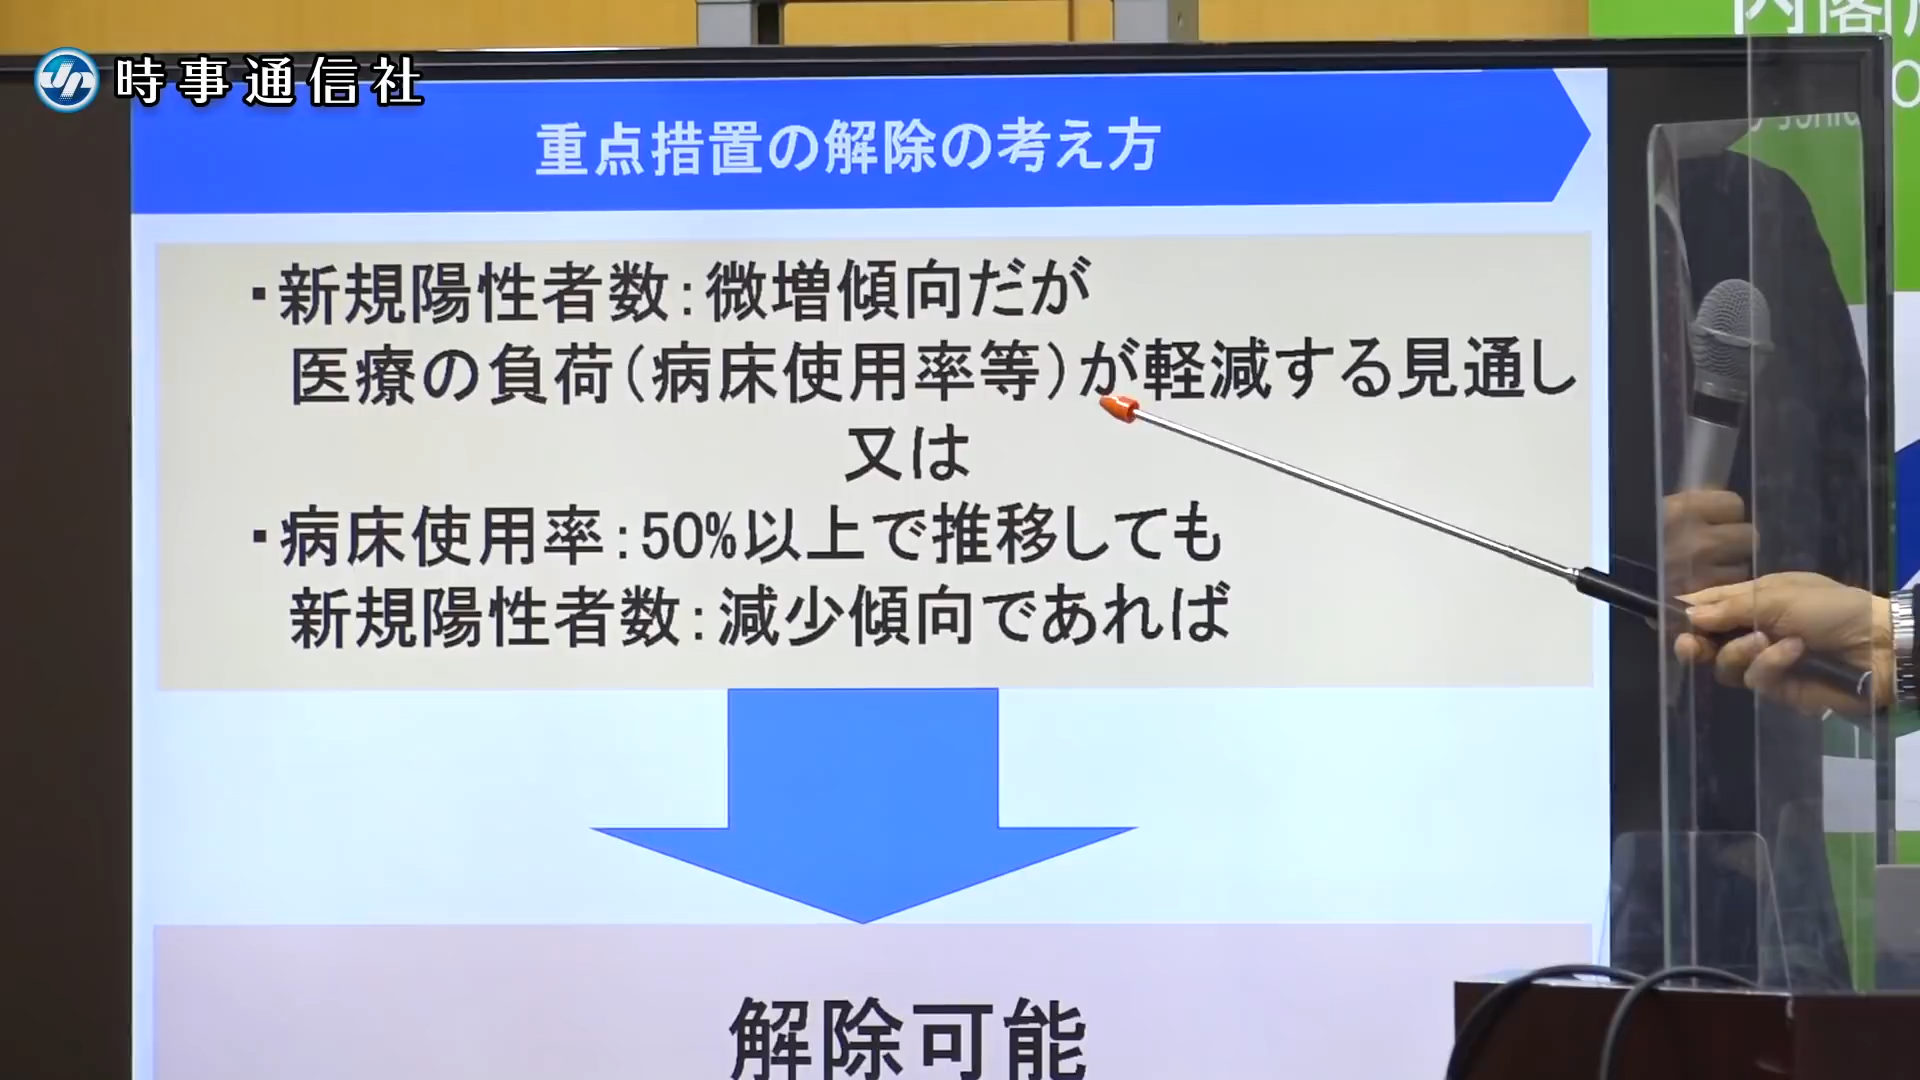 時事通信社
重点措置の解除の考え方
・新規陽性者数：微増傾向だが
医療の負荷（病床使用率等）が軽減する見通し
又は
・病床使用率：50%以上で推移しても
新規陽性者数：減少傾向であれば
解除可能
内閣